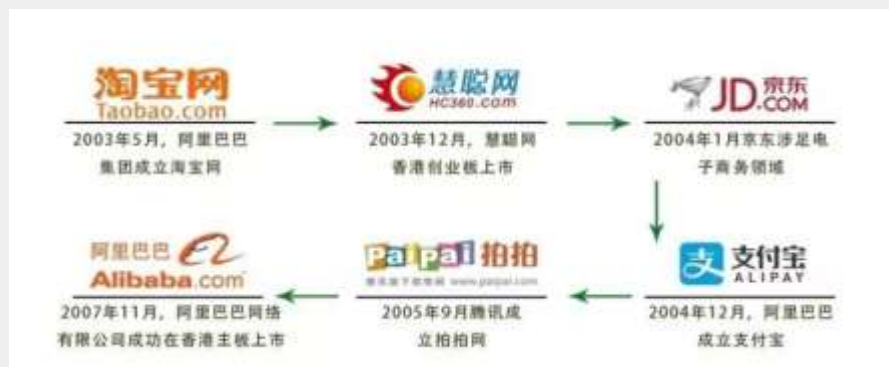 淘宝网
Taobao.com
2003年5月，阿里巴巴
集团成立淘宝网
慧聪网
HC360.com
2003年12月，慧聪网
香港创业板上市
JD.京东
.COM
2004年1月京东涉足电
子商务领域
支付宝
ALIPAY
2004年12月，阿里巴巴
成立支付宝
PaiPai 拍拍
www.paipai.com
2005年9月腾讯成
立拍拍网
阿里巴巴
Alibaba.com
2007年11月，阿里巴巴网络
有限公司成功在香港主板上市